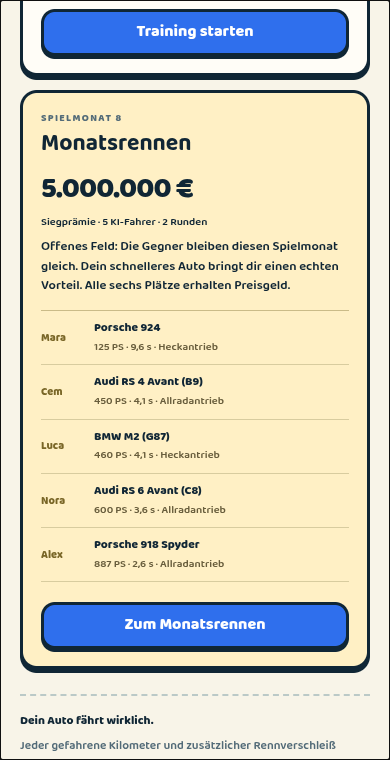 Training starten
SPIELMONAT 8
Monatsrennen
5.000.000 €
Siegprämie · 5 KI-Fahrer · 2 Runden
Offenes Feld: Die Gegner bleiben diesen Spielmonat
gleich. Dein schnelleres Auto bringt dir einen echten
Vorteil. Alle sechs Plätze erhalten Preisgeld.
Mara
Porsche 924
125 PS · 9,6 s · Heckantrieb
Cem
Audi RS 4 Avant (B9)
450 PS · 4,1 s · Allradantrieb
Luca
BMW M2 (G87)
460 PS · 4,1 s · Heckantrieb
Nora
Audi RS 6 Avant (C8)
600 PS · 3,6 s · Allradantrieb
Alex
Porsche 918 Spyder
887 PS · 2,6 s · Allradantrieb
Zum Monatsrennen
Dein Auto fährt wirklich.
Jeder gefahrene Kilometer und zusätzlicher Rennverschleiß